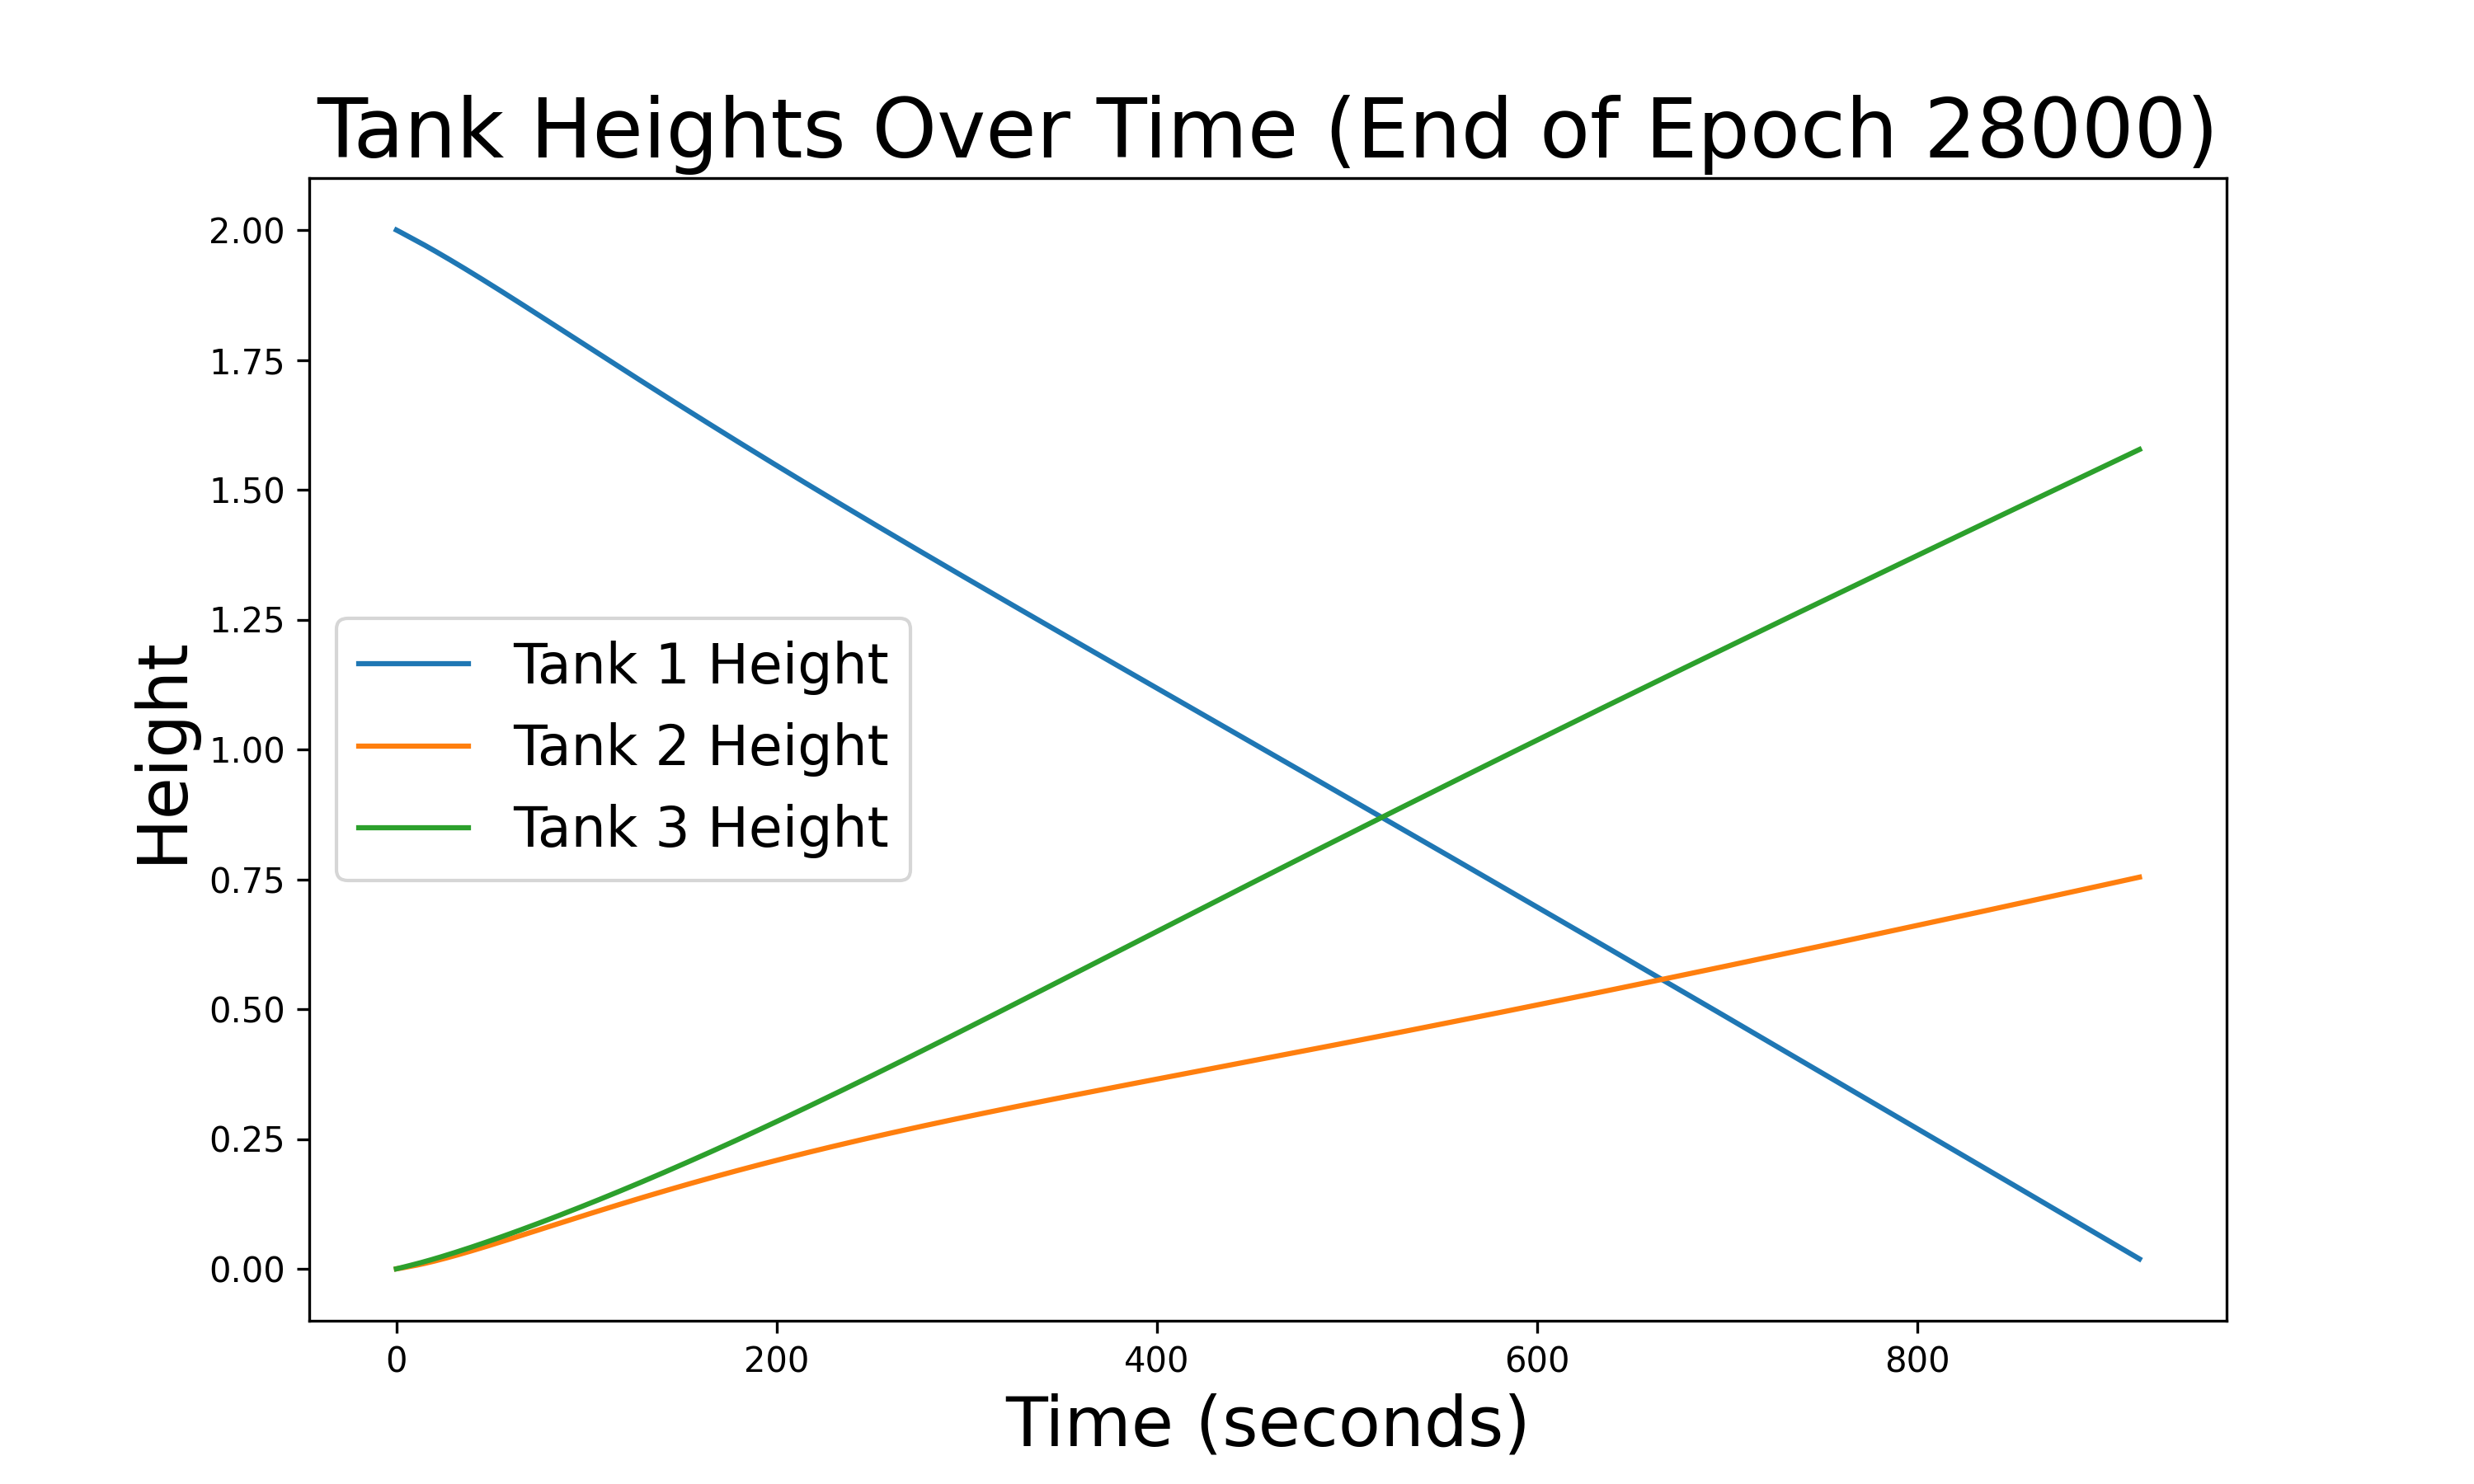 Tank Heights Over Time (End of Epoch 28000)
Height
2.00
1.75
1.50
1.25
1.00
0.75
0.50
0.25
0.00
Tank 1 Height
Tank 2 Height
Tank 3 Height
0 200 400 600 800
Time (seconds)